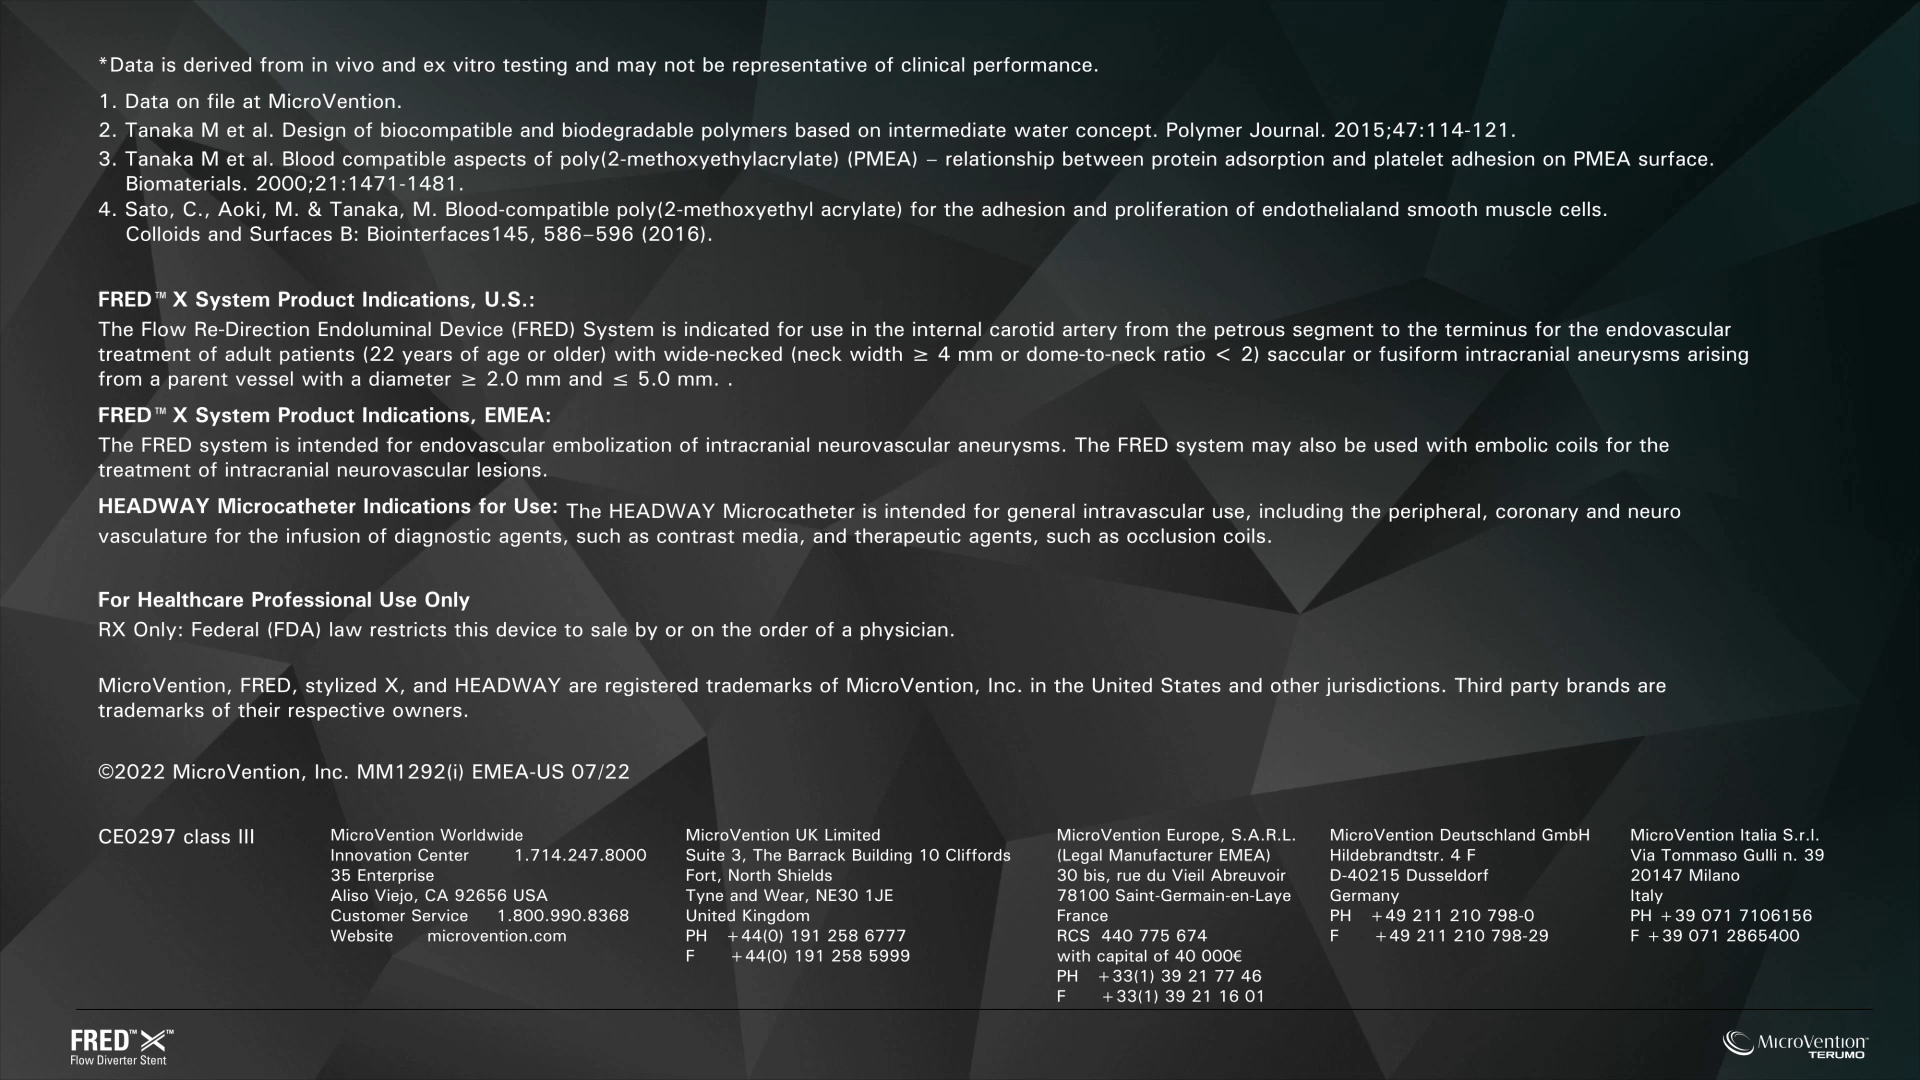 *Data is derived from in vivo and ex vitro testing and may not be representative of clinical performance.
1. Data on file at MicroVention.
2. Tanaka M et al. Design of biocompatible and biodegradable polymers based on intermediate water concept. Polymer Journal. 2015;47:114-121.
3. Tanaka M et al. Blood compatible aspects of poly(2-methoxyethylacrylate) (PMEA) – relationship between protein adsorption and platelet adhesion on PMEA surface.
Biomaterials. 2000;21:1471-1481.
4. Sato, C., Aoki, M. & Tanaka, M. Blood-compatible poly(2-methoxyethyl acrylate) for the adhesion and proliferation of endothelialand smooth muscle cells.
Colloids and Surfaces B: Biointerfaces145, 586–596 (2016).
FRED™ X System Product Indications, U.S.:
The Flow Re-Direction Endoluminal Device (FRED) System is indicated for use in the internal carotid artery from the petrous segment to the terminus for the endovascular
treatment of adult patients (22 years of age or older) with wide-necked (neck width ≥ 4 mm or dome-to-neck ratio < 2) saccular or fusiform intracranial aneurysms arising
from a parent vessel with a diameter ≥ 2.0 mm and ≤ 5.0 mm. .
FRED™ X System Product Indications, EMEA:
The FRED system is intended for endovascular embolization of intracranial neurovascular aneurysms. The FRED system may also be used with embolic coils for the
treatment of intracranial neurovascular lesions.
HEADWAY Microcatheter Indications for Use: The HEADWAY Microcatheter is intended for general intravascular use, including the peripheral, coronary and neuro
vasculature for the infusion of diagnostic agents, such as contrast media, and therapeutic agents, such as occlusion coils.
For Healthcare Professional Use Only
RX Only: Federal (FDA) law restricts this device to sale by or on the order of a physician.
MicroVention, FRED, stylized X, and HEADWAY are registered trademarks of MicroVention, Inc. in the United States and other jurisdictions. Third party brands are
trademarks of their respective owners.
©2022 MicroVention, Inc. MM1292(i) EMEA-US 07/22
CE0297 class III
MicroVention Worldwide
Innovation Center 1.714.247.8000
35 Enterprise
Aliso Viejo, CA 92656 USA
Customer Service 1.800.990.8368
Website microvention.com
MicroVention UK Limited
Suite 3, The Barrack Building 10 Cliffords
Fort, North Shields
Tyne and Wear, NE30 1JE
United Kingdom
PH +44(0) 191 258 6777
F +44(0) 191 258 5999
MicroVention Europe, S.A.R.L.
(Legal Manufacturer EMEA)
30 bis, rue du Vieil Abreuvoir
78100 Saint-Germain-en-Laye
France
RCS 440 775 674
with capital of 40 000€
PH +33(1) 39 21 77 46
F +33(1) 39 21 16 01
MicroVention Deutschland GmbH
Hildebrandtstr. 4 F
D-40215 Dusseldorf
Germany
PH +49 211 210 798-0
F +49 211 210 798-29
MicroVention Italia S.r.l.
Via Tommaso Gulli n. 39
20147 Milano
Italy
PH +39 071 7106156
F +39 071 2865400
FRED™ X™
Flow Diverter Stent
MicroVention
TERUMO